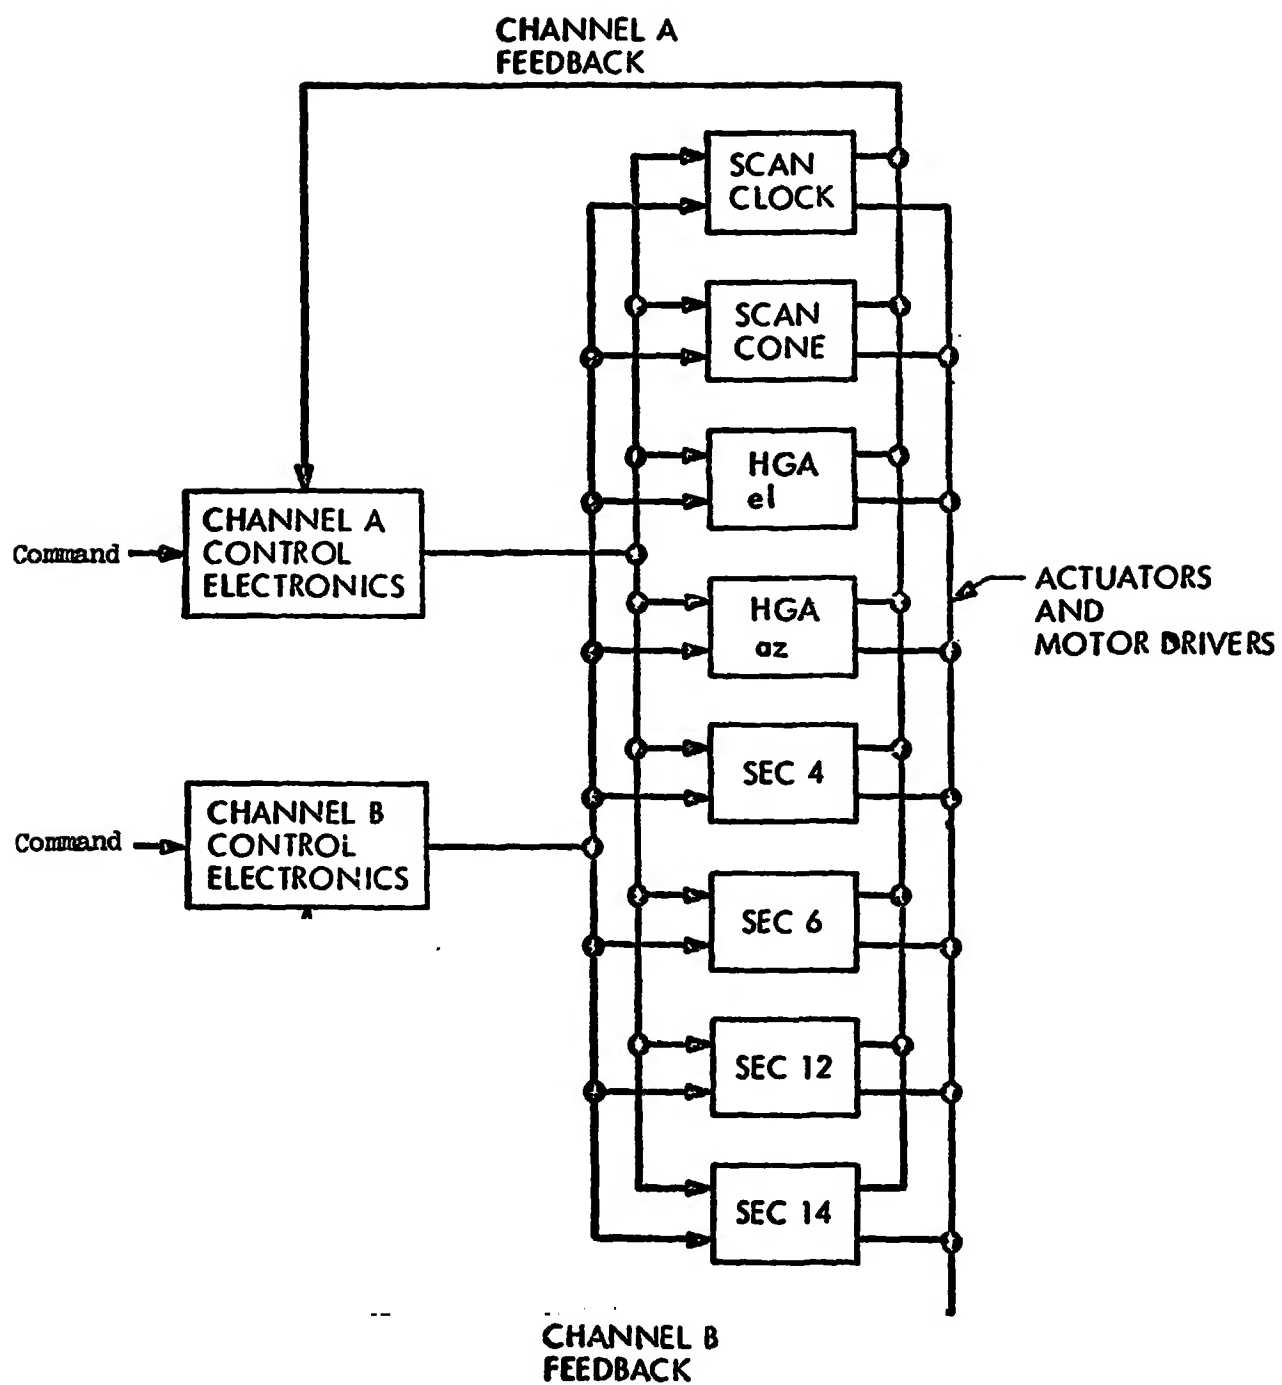 CHANNEL A
FEEDBACK
SCAN
CLOCK
SCAN
CONE
HGA
el
CHANNEL A
CONTROL
ELECTRONICS
Command
HGA
az
ACTUATORS
AND
MOTOR DRIVERS
SEC 4
CHANNEL B
CONTROL
ELECTRONICS
Command
SEC 6
SEC 12
SEC 14
CHANNEL B
FEEDBACK